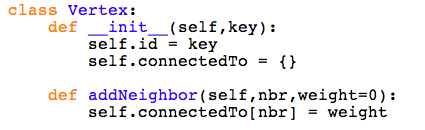 class Vertex:
    def __init__(self,key):
        self.id = key
        self.connectedTo = {}

    def addNeighbor(self,nbr,weight=0):
        self.connectedTo[nbr] = weight